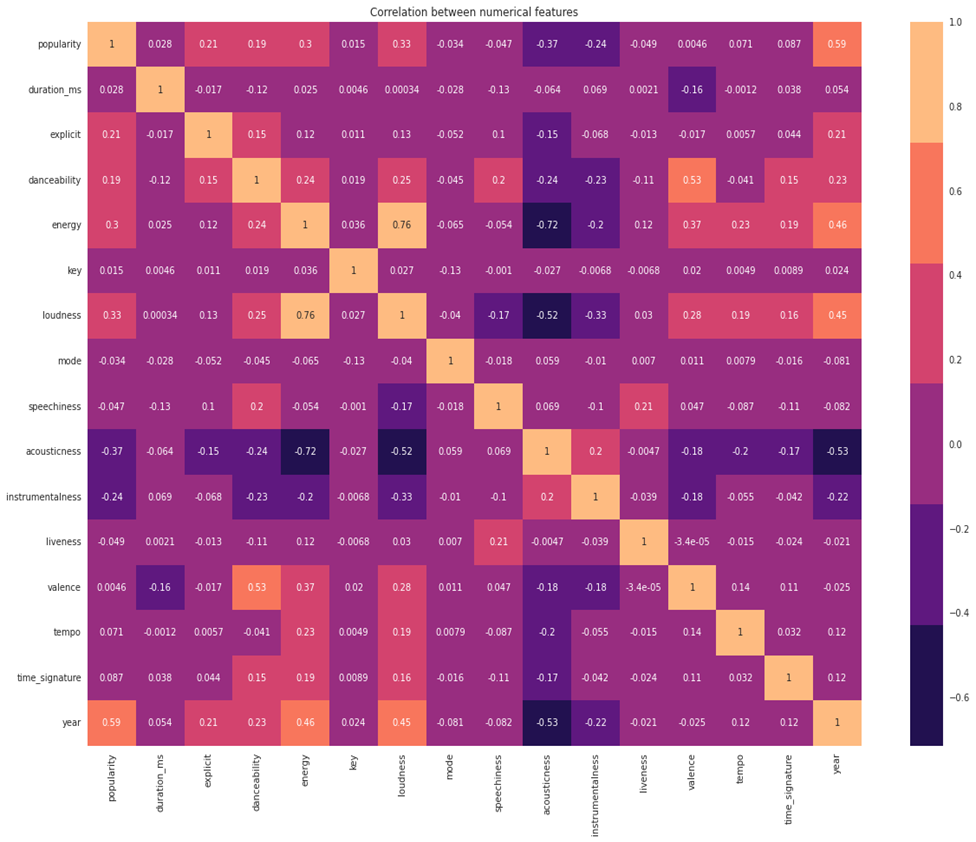 Correlation between numerical features
popularity 1 0.028 0.21 0.19 0.3 0.015 0.33 -0.034 -0.047 -0.37 -0.24 -0.049 0.0046 0.071 0.087 0.59
duration_ms 0.028 1 -0.017 -0.12 0.025 0.0046 0.00034 -0.028 -0.13 -0.064 0.069 0.0021 -0.16 -0.0012 0.038 0.054
explicit 0.21 -0.017 1 0.15 0.12 0.011 0.13 -0.052 0.1 -0.15 -0.068 -0.013 -0.017 0.0057 0.044 0.21
danceability 0.19 -0.12 0.15 1 0.24 0.019 0.25 -0.045 0.2 -0.24 -0.23 -0.11 0.53 -0.041 0.15 0.23
energy 0.3 0.025 0.12 0.24 1 0.036 0.76 -0.065 -0.054 -0.72 -0.2 0.12 0.37 0.23 0.19 0.46
key 0.015 0.0046 0.011 0.019 0.036 1 0.027 -0.13 -0.001 -0.027 -0.0068 -0.0068 0.02 0.0049 0.0089 0.024
loudness 0.33 0.00034 0.13 0.25 0.76 0.027 1 -0.04 -0.17 -0.52 -0.33 0.03 0.28 0.19 0.16 0.45
mode -0.034 -0.028 -0.052 -0.045 -0.065 -0.13 -0.04 1 -0.018 0.059 -0.01 0.007 0.011 0.0079 -0.016 -0.081
speechiness -0.047 -0.13 0.1 0.2 -0.054 -0.001 -0.17 -0.018 1 0.069 -0.1 0.21 0.047 -0.087 -0.11 -0.082
acousticness -0.37 -0.064 -0.15 -0.24 -0.72 -0.027 -0.52 0.059 0.069 1 0.2 -0.0047 -0.18 -0.2 -0.17 -0.53
instrumentalness -0.24 0.069 -0.068 -0.23 -0.2 -0.0068 -0.33 -0.01 -0.1 0.2 1 -0.039 -0.18 -0.055 -0.042 -0.22
liveness -0.049 0.0021 -0.013 -0.11 0.12 -0.0068 0.03 0.007 0.21 -0.0047 -0.039 1 -3.4e-05 -0.015 -0.024 -0.021
valence 0.0046 -0.16 -0.017 0.53 0.37 0.02 0.28 0.011 0.047 -0.18 -0.18 -3.4e-05 1 0.14 0.11 -0.025
tempo 0.071 -0.0012 0.0057 -0.041 0.23 0.0049 0.19 0.0079 -0.087 -0.2 -0.055 -0.015 0.14 1 0.032 0.12
time_signature 0.087 0.038 0.044 0.15 0.19 0.0089 0.16 -0.016 -0.11 -0.17 -0.042 -0.024 0.11 0.032 1 0.12
year 0.59 0.054 0.21 0.23 0.46 0.024 0.45 -0.081 -0.082 -0.53 -0.22 -0.021 -0.025 0.12 0.12 1
popularity duration_ms explicit danceability energy key loudness mode speechiness acousticness instrumentalness liveness valence tempo time_signature year
1.0
0.8
0.6
0.4
0.2
0.0
−0.2
−0.4
−0.6